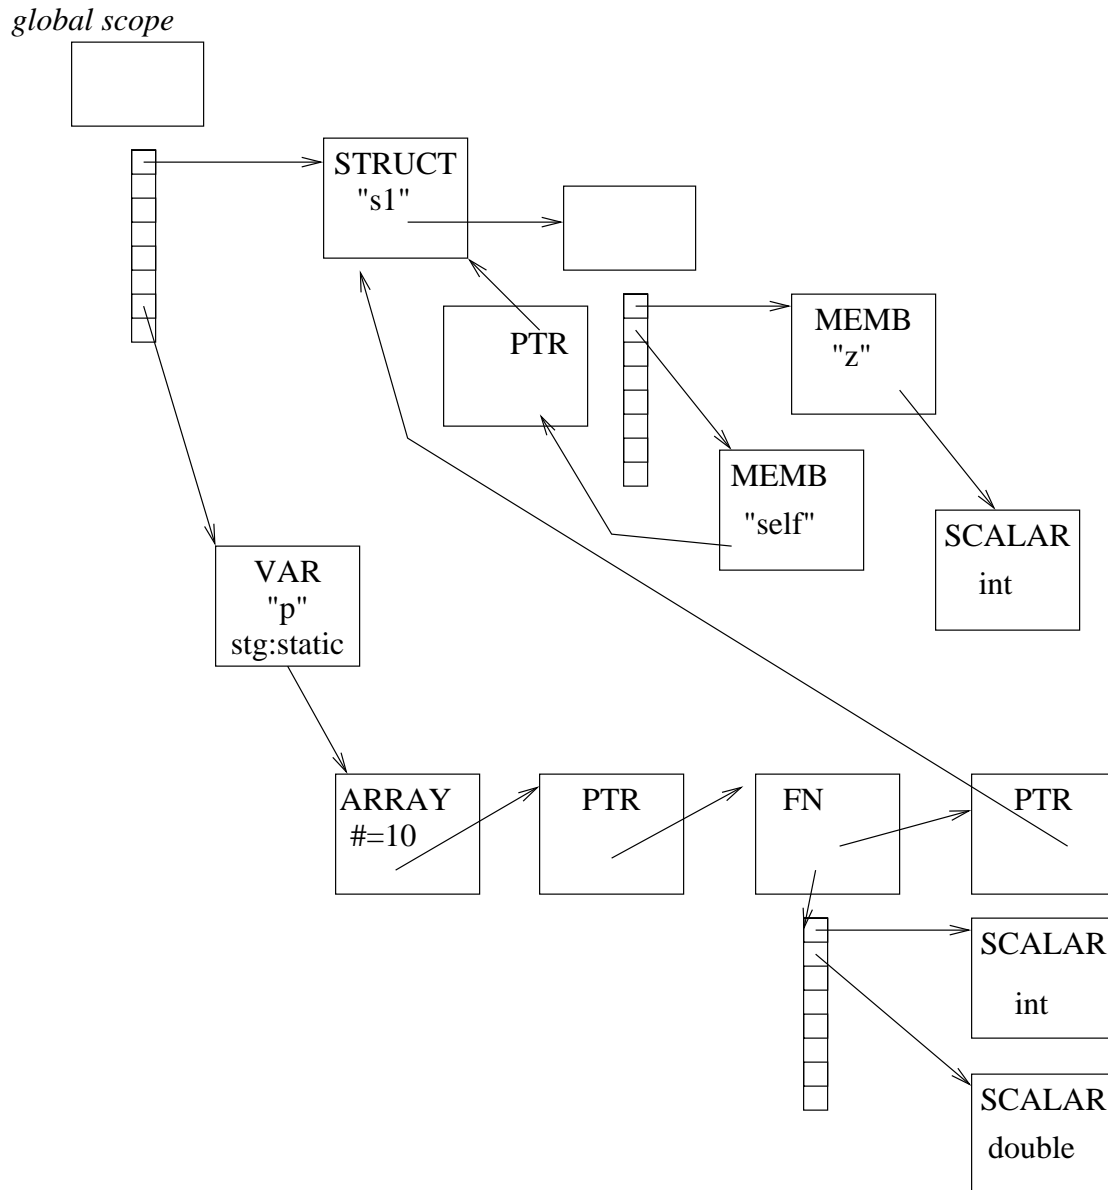 global scope
STRUCT
"s1"
PTR
MEMB
"z"
MEMB
"self"
SCALAR
int
VAR
"p"
stg:static
ARRAY
#=10
PTR
FN
PTR
SCALAR
int
SCALAR
double